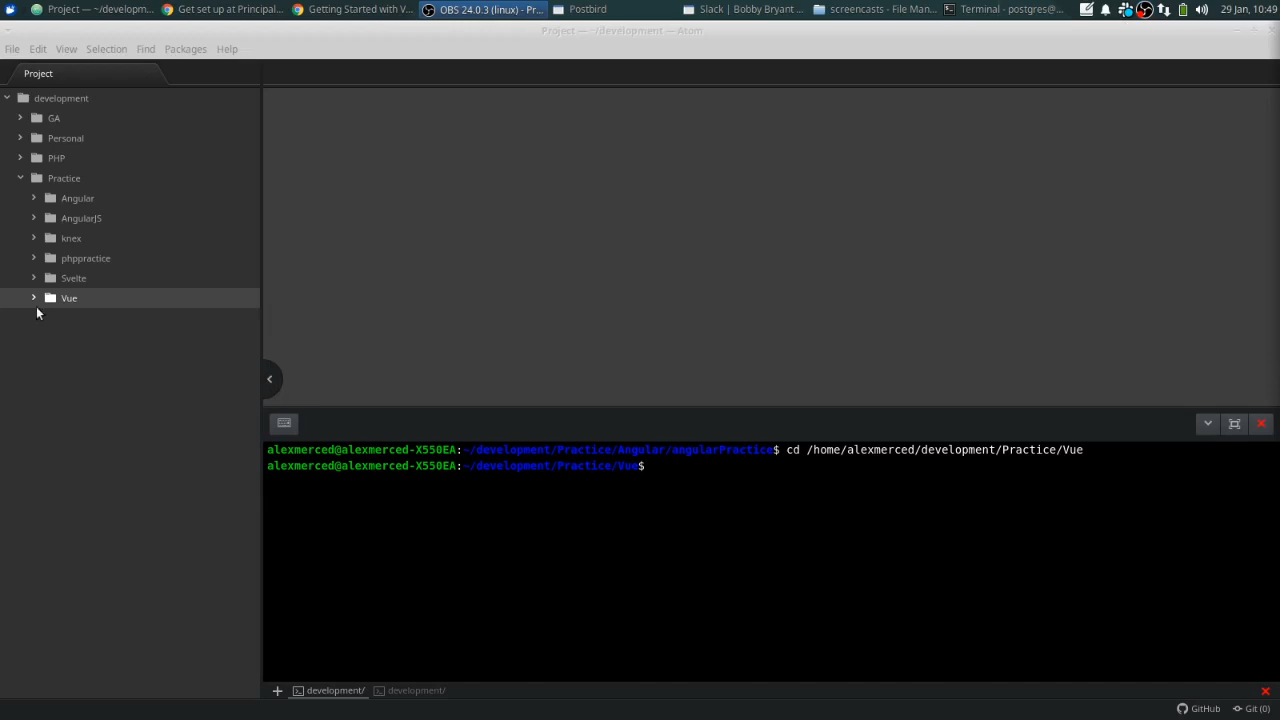 Project — ~/developm...
Get set up at Principal...
Getting Started with V...
OBS 24.0.3 (linux) - Pr...
Postbird
Slack | Bobby Bryant ...
screencasts - File Man...
Terminal - postgres@...
29 Jan, 10:49
Project — ~/development — Atom
File Edit View Selection Find Packages Help
Project
development
GA
Personal
PHP
Practice
Angular
AngularJS
knex
phppractice
Svelte
Vue
alexmerced@alexmerced-X550EA:~/development/Practice/Angular/angularPractice$ cd /home/alexmerced/development/Practice/Vue
alexmerced@alexmerced-X550EA:~/development/Practice/Vue$
development/ development/
GitHub Git (0)